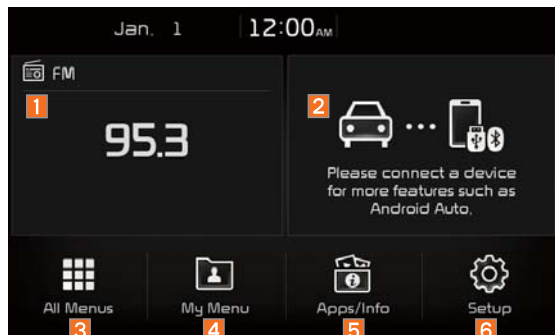 Jan. 1 12:00AM
FM
1
95.3
2
Please connect a device
for more features such as
Android Auto.
All Menus My Menu Apps/Info Setup
3 4 5 6